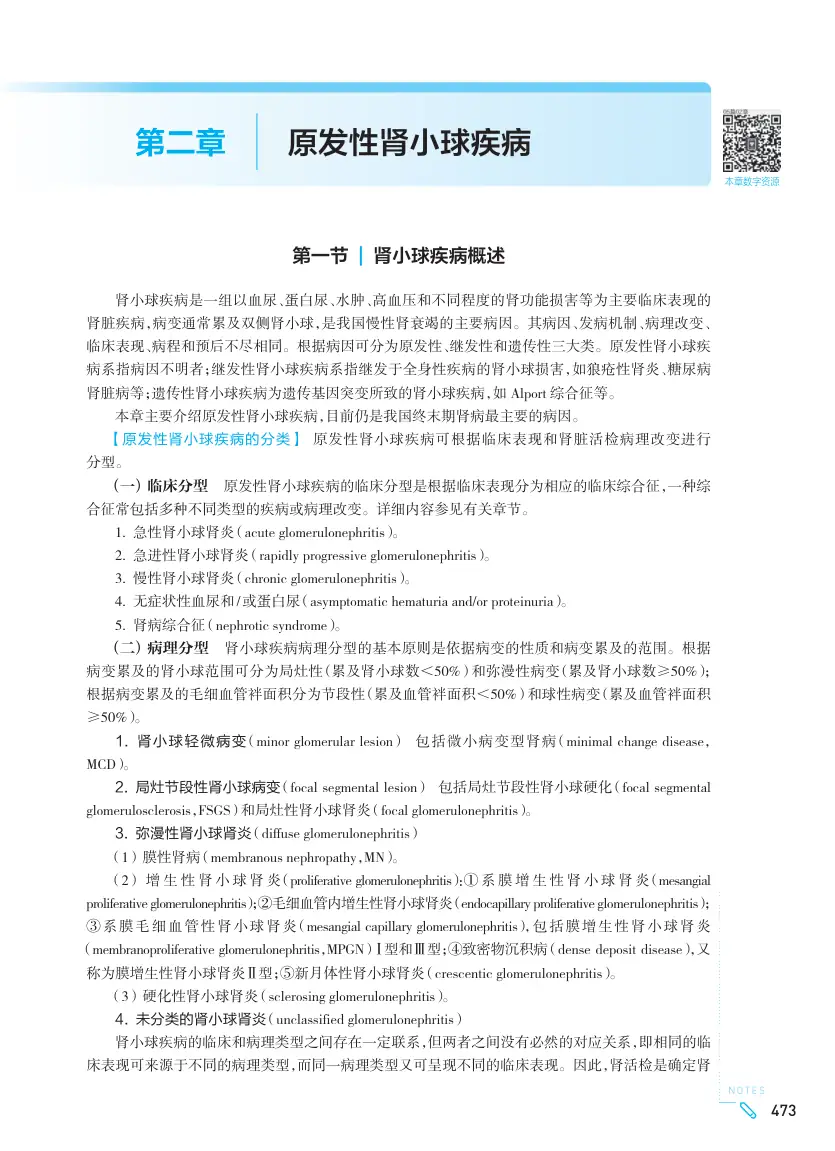 第二章 原发性肾小球疾病
本章数字资源
第一节 | 肾小球疾病概述
肾小球疾病是一组以血尿、蛋白尿、水肿、高血压和不同程度的肾功能损害等为主要临床表现的
肾脏疾病，病变通常累及双侧肾小球，是我国慢性肾衰竭的主要病因。其病因、发病机制、病理改变、
临床表现、病程和预后不尽相同。根据病因可分为原发性、继发性和遗传性三大类。原发性肾小球疾
病系指病因不明者；继发性肾小球疾病系指继发于全身性疾病的肾小球损害，如狼疮性肾炎、糖尿病
肾脏病等；遗传性肾小球疾病为遗传基因突变所致的肾小球疾病，如 Alport 综合征等。
本章主要介绍原发性肾小球疾病，目前仍是我国终末期肾病最主要的病因。
【原发性肾小球疾病的分类】 原发性肾小球疾病可根据临床表现和肾脏活检病理改变进行
分型。
（一）临床分型 原发性肾小球疾病的临床分型是根据临床表现分为相应的临床综合征，一种综
合征常包括多种不同类型的疾病或病理改变。详细内容参见有关章节。
1. 急性肾小球肾炎（acute glomerulonephritis）。
2. 急进性肾小球肾炎（rapidly progressive glomerulonephritis）。
3. 慢性肾小球肾炎（chronic glomerulonephritis）。
4. 无症状性血尿和/或蛋白尿（asymptomatic hematuria and/or proteinuria）。
5. 肾病综合征（nephrotic syndrome）。
（二）病理分型 肾小球疾病病理分型的基本原则是依据病变的性质和病变累及的范围。根据
病变累及的肾小球范围可分为局灶性（累及肾小球数＜50%）和弥漫性病变（累及肾小球数≥50%）；
根据病变累及的毛细血管袢面积分为节段性（累及血管袢面积＜50%）和球性病变（累及血管袢面积
≥50%）。
1. 肾小球轻微病变（minor glomerular lesion） 包括微小病变型肾病（minimal change disease，
MCD）。
2. 局灶节段性肾小球病变（focal segmental lesion） 包括局灶节段性肾小球硬化（focal segmental
glomerulosclerosis，FSGS）和局灶性肾小球肾炎（focal glomerulonephritis）。
3. 弥漫性肾小球肾炎（diffuse glomerulonephritis）
（1）膜性肾病（membranous nephropathy，MN）。
（2）增生性肾小球肾炎（proliferative glomerulonephritis）：①系膜增生性肾小球肾炎（mesangial
proliferative glomerulonephritis）；②毛细血管内增生性肾小球肾炎（endocapillary proliferative glomerulonephritis）；
③系膜毛细血管性肾小球肾炎（mesangial capillary glomerulonephritis），包括膜增生性肾小球肾炎
（membranoproliferative glomerulonephritis，MPGN）Ⅰ型和Ⅲ型；④致密物沉积病（dense deposit disease），又
称为膜增生性肾小球肾炎Ⅱ型；⑤新月体性肾小球肾炎（crescentic glomerulonephritis）。
（3）硬化性肾小球肾炎（sclerosing glomerulonephritis）。
4. 未分类的肾小球肾炎（unclassified glomerulonephritis）
肾小球疾病的临床和病理类型之间存在一定联系，但两者之间没有必然的对应关系，即相同的临
床表现可来源于不同的病理类型，而同一病理类型又可呈现不同的临床表现。因此，肾活检是确定肾
NOTES
473